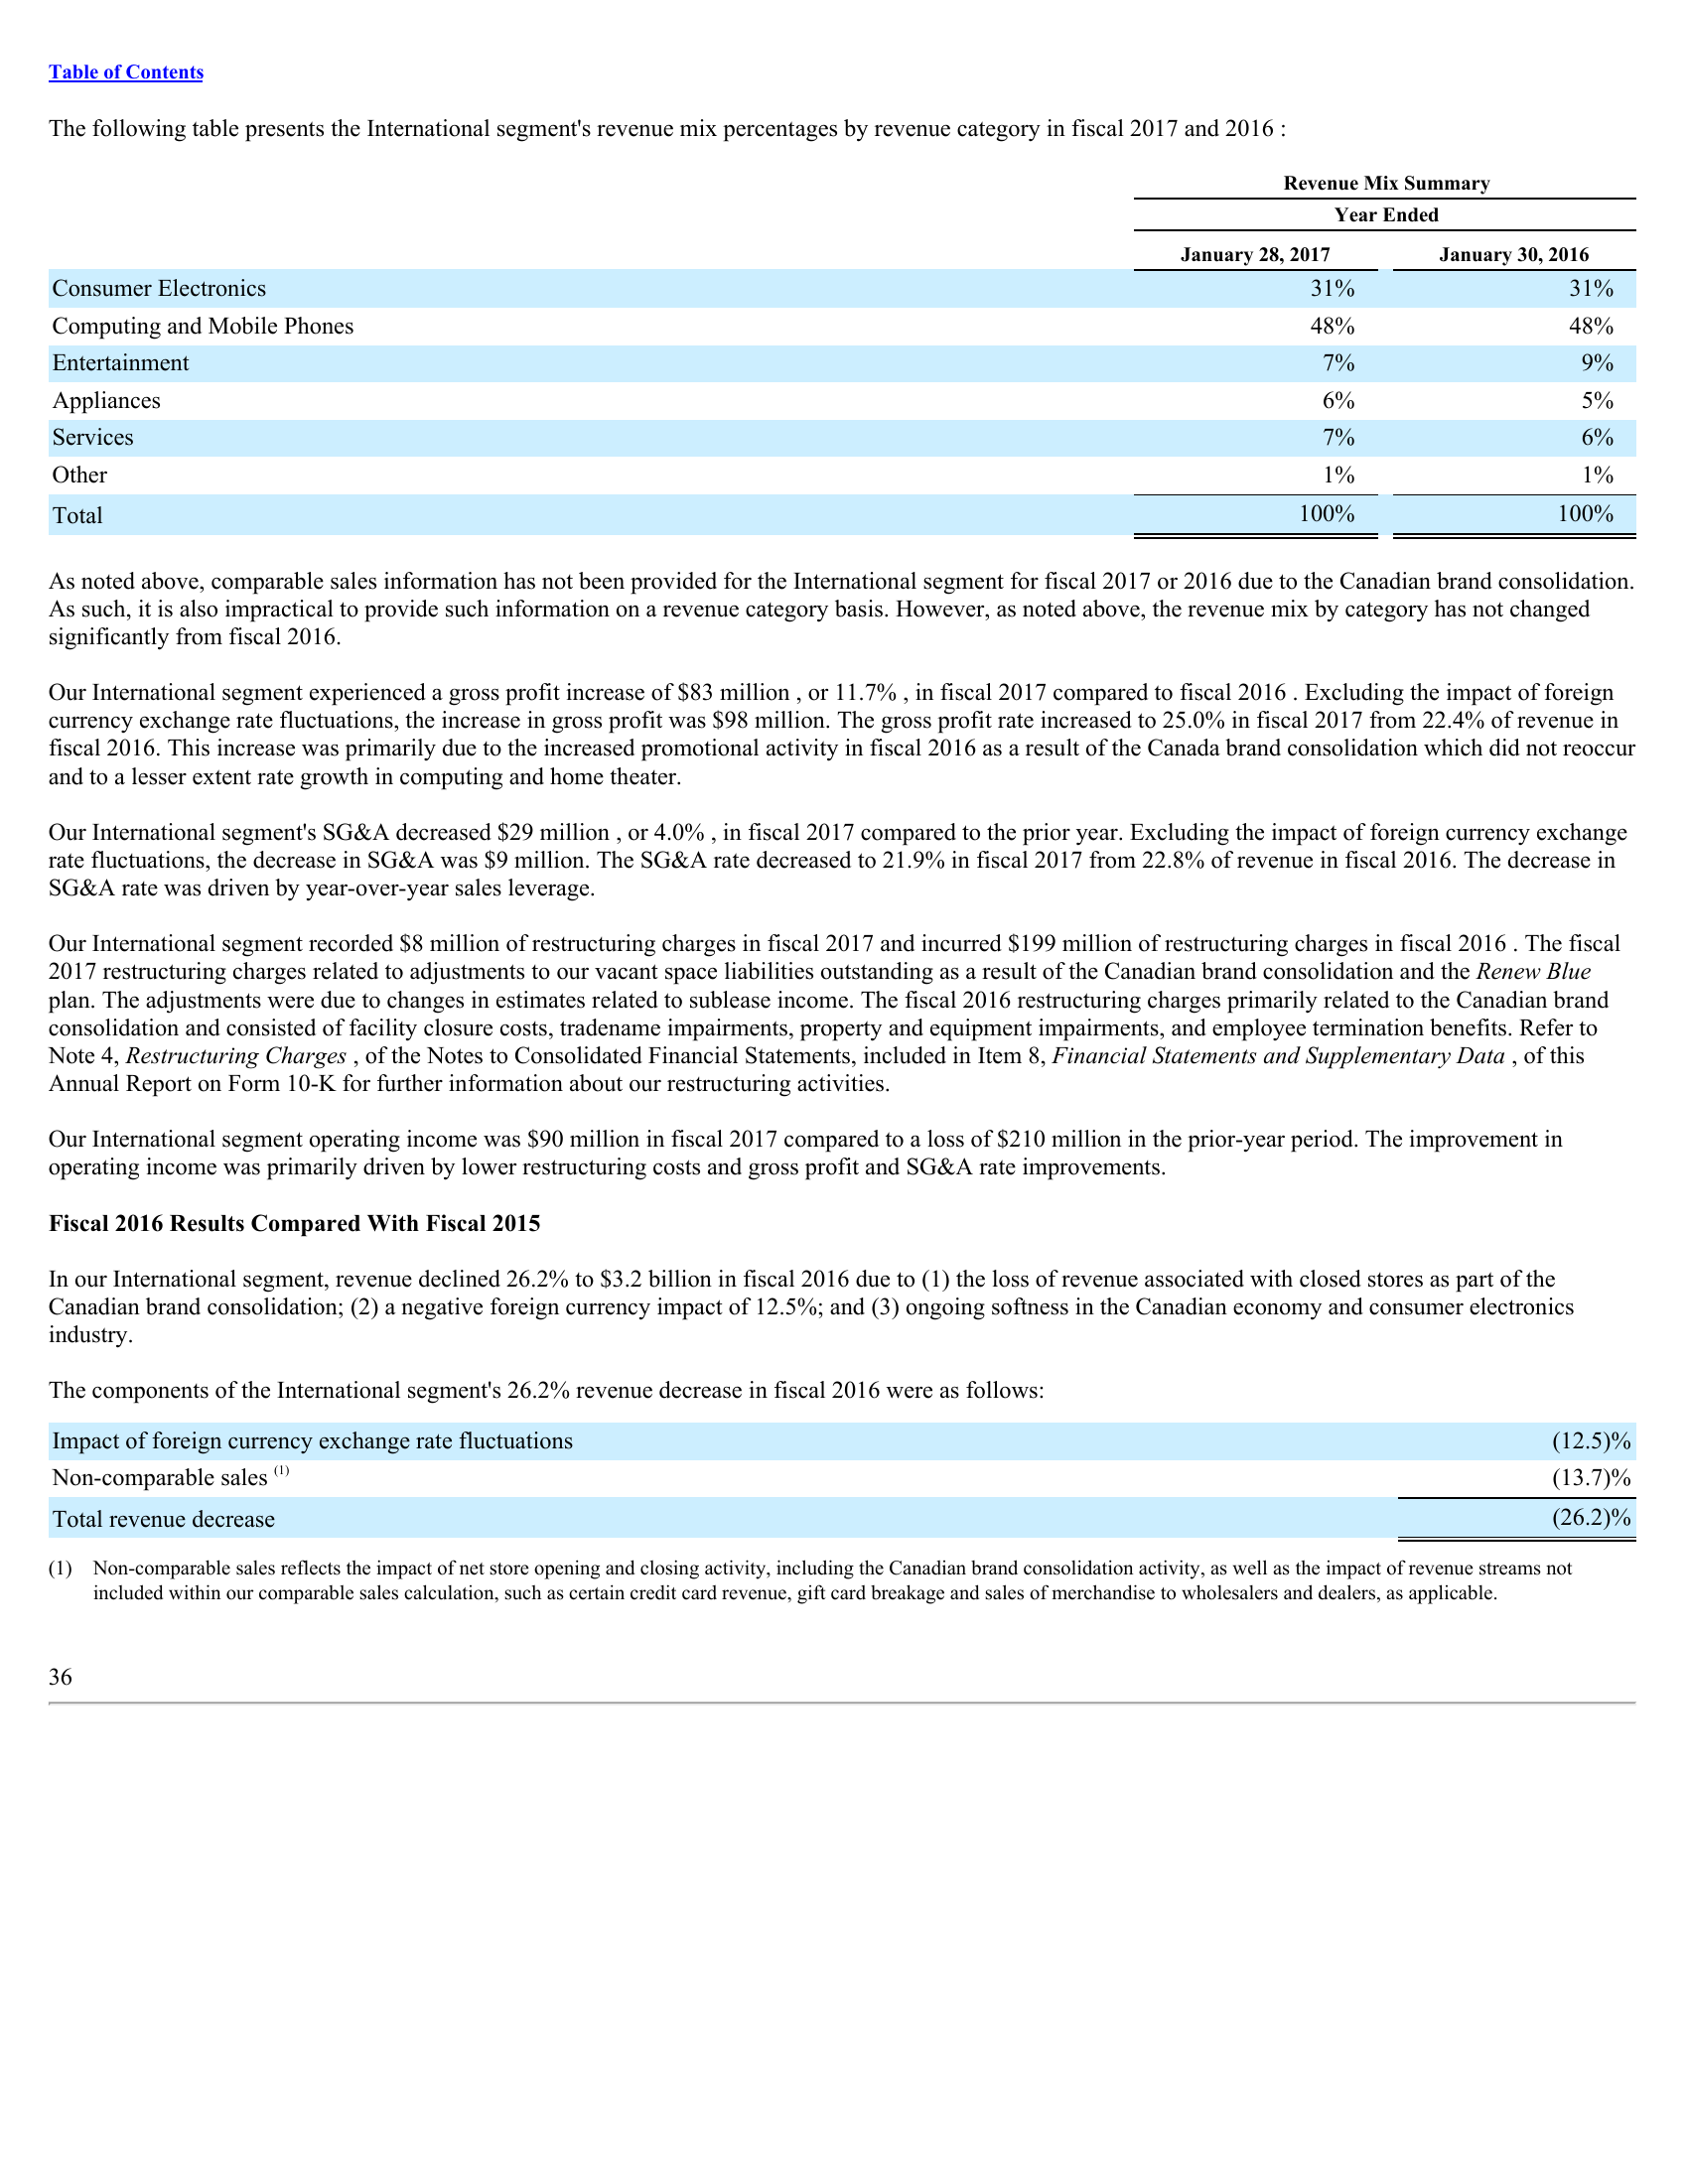 Table of Contents
The following table presents the International segment's revenue mix percentages by revenue category in fiscal 2017 and 2016 :
Revenue Mix Summary
Year Ended
January 28, 2017 January 30, 2016
Consumer Electronics 31% 31%
Computing and Mobile Phones 48% 48%
Entertainment 7% 9%
Appliances 6% 5%
Services 7% 6%
Other 1% 1%
Total 100% 100%
As noted above, comparable sales information has not been provided for the International segment for fiscal 2017 or 2016 due to the Canadian brand consolidation.
As such, it is also impractical to provide such information on a revenue category basis. However, as noted above, the revenue mix by category has not changed
significantly from fiscal 2016.
Our International segment experienced a gross profit increase of $83 million , or 11.7% , in fiscal 2017 compared to fiscal 2016 . Excluding the impact of foreign
currency exchange rate fluctuations, the increase in gross profit was $98 million. The gross profit rate increased to 25.0% in fiscal 2017 from 22.4% of revenue in
fiscal 2016. This increase was primarily due to the increased promotional activity in fiscal 2016 as a result of the Canada brand consolidation which did not reoccur
and to a lesser extent rate growth in computing and home theater.
Our International segment's SG&A decreased $29 million , or 4.0% , in fiscal 2017 compared to the prior year. Excluding the impact of foreign currency exchange
rate fluctuations, the decrease in SG&A was $9 million. The SG&A rate decreased to 21.9% in fiscal 2017 from 22.8% of revenue in fiscal 2016. The decrease in
SG&A rate was driven by year-over-year sales leverage.
Our International segment recorded $8 million of restructuring charges in fiscal 2017 and incurred $199 million of restructuring charges in fiscal 2016 . The fiscal
2017 restructuring charges related to adjustments to our vacant space liabilities outstanding as a result of the Canadian brand consolidation and the Renew Blue
plan. The adjustments were due to changes in estimates related to sublease income. The fiscal 2016 restructuring charges primarily related to the Canadian brand
consolidation and consisted of facility closure costs, tradename impairments, property and equipment impairments, and employee termination benefits. Refer to
Note 4, Restructuring Charges , of the Notes to Consolidated Financial Statements, included in Item 8, Financial Statements and Supplementary Data , of this
Annual Report on Form 10-K for further information about our restructuring activities.
Our International segment operating income was $90 million in fiscal 2017 compared to a loss of $210 million in the prior-year period. The improvement in
operating income was primarily driven by lower restructuring costs and gross profit and SG&A rate improvements.
Fiscal 2016 Results Compared With Fiscal 2015
In our International segment, revenue declined 26.2% to $3.2 billion in fiscal 2016 due to (1) the loss of revenue associated with closed stores as part of the
Canadian brand consolidation; (2) a negative foreign currency impact of 12.5%; and (3) ongoing softness in the Canadian economy and consumer electronics
industry.
The components of the International segment's 26.2% revenue decrease in fiscal 2016 were as follows:
Impact of foreign currency exchange rate fluctuations (12.5)%
Non-comparable sales (1) (13.7)%
Total revenue decrease (26.2)%
(1) Non-comparable sales reflects the impact of net store opening and closing activity, including the Canadian brand consolidation activity, as well as the impact of revenue streams not
included within our comparable sales calculation, such as certain credit card revenue, gift card breakage and sales of merchandise to wholesalers and dealers, as applicable.
36